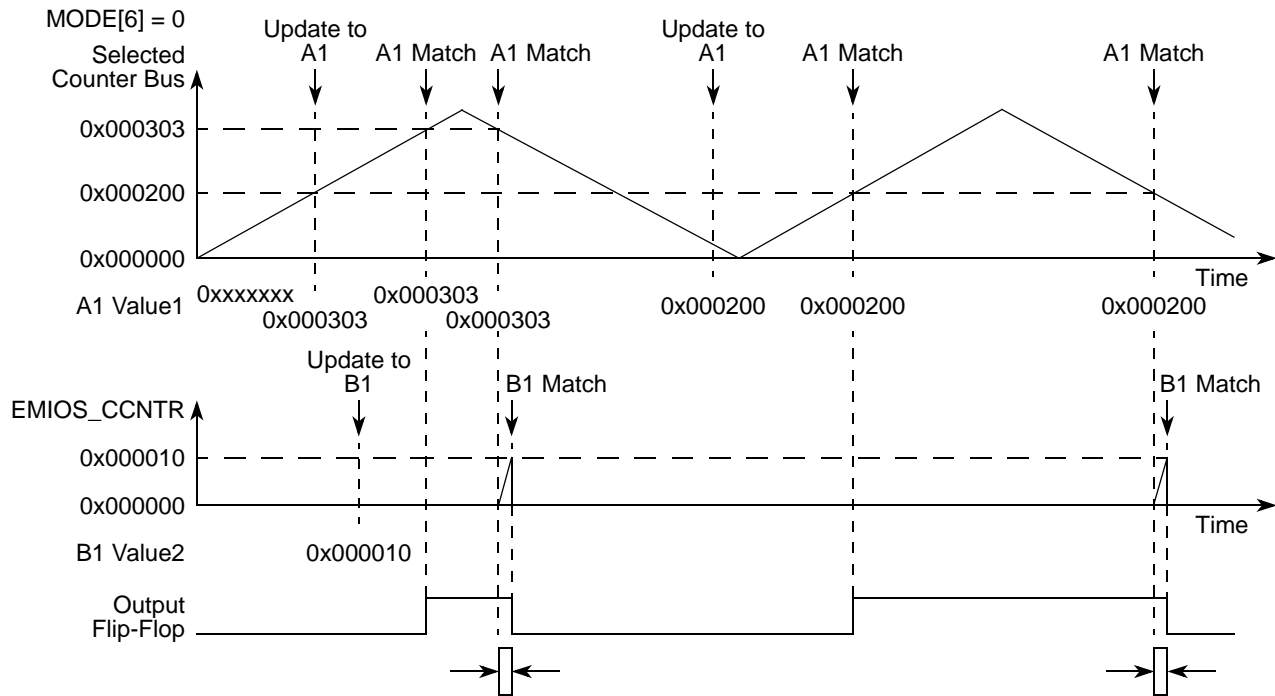 MODE[6] = 0
Selected
Counter Bus
Update to
A1
A1 Match
A1 Match
Update to
A1
A1 Match
A1 Match
0x000303
0x000200
0x000000
Time
A1 Value1
0xxxxxxx
0x000303
0x000303
0x000303
0x000200
0x000200
0x000200
Update to
B1
B1 Match
B1 Match
EMIOS_CCNTR
0x000010
0x000000
Time
B1 Value2
0x000010
Output
Flip-Flop